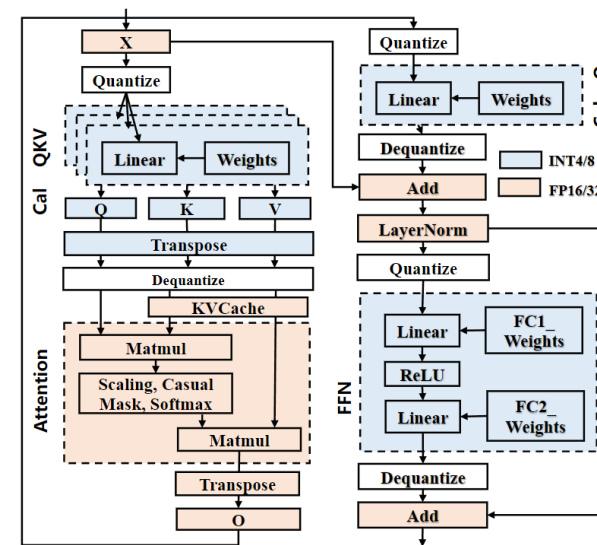 X
Quantize
Cal QKV
Linear
Weights
Q
K
V
Transpose
Dequantize
KVCache
Attention
Matmul
Scaling, Casual
Mask, Softmax
Matmul
Transpose
O
Quantize
Linear
Weights
Dequantize
Add
INT4/8
FP16/32
LayerNorm
Quantize
FFN
Linear
FC1_
Weights
ReLU
Linear
FC2_
Weights
Dequantize
Add